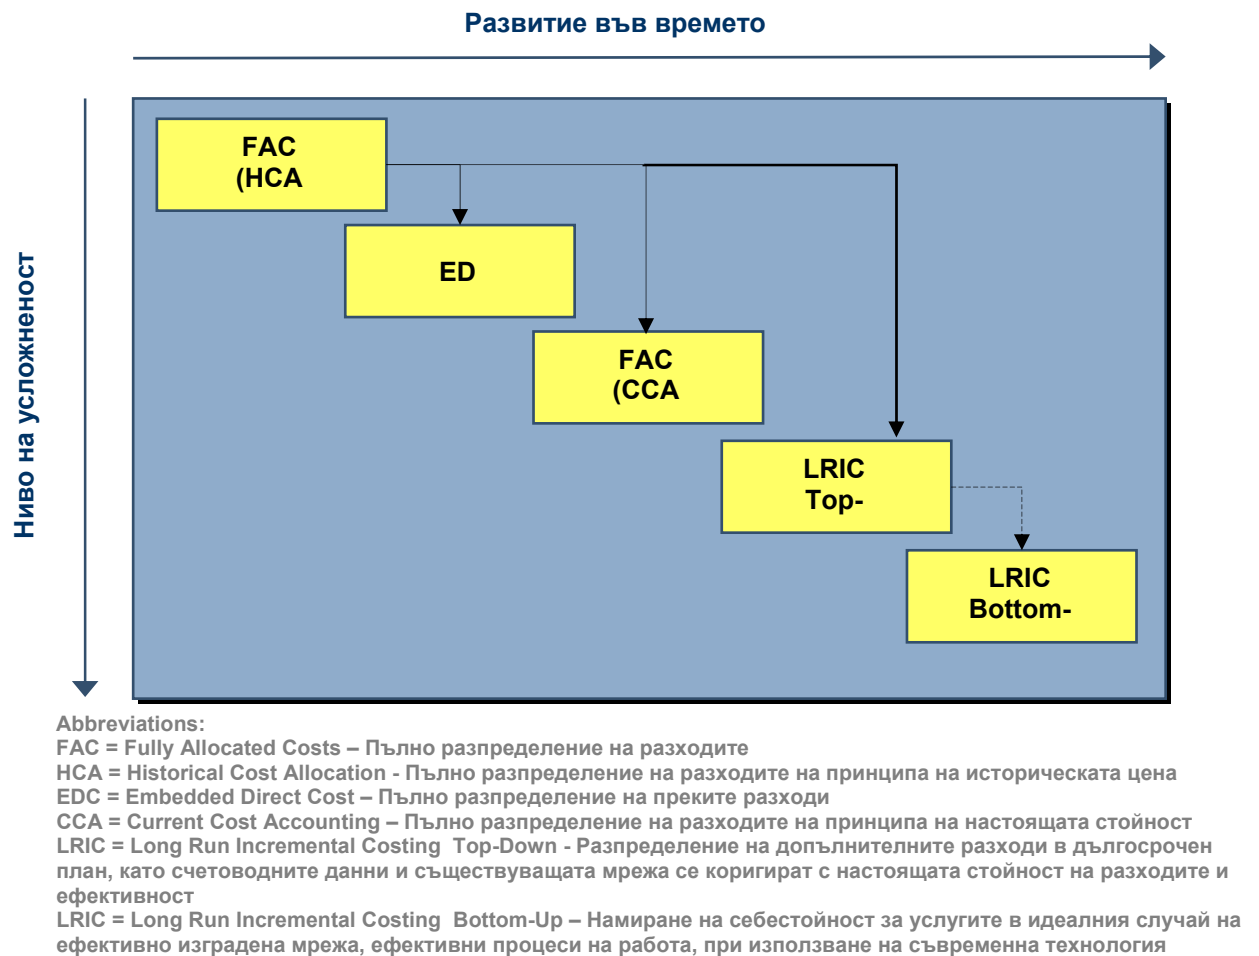 Развитие във времето
Ниво на усложненост
FAC
(HCA
ED
FAC
(CCA
LRIC
Top-
LRIC
Bottom-
Abbreviations:
FAC = Fully Allocated Costs – Пълно разпределение на разходите
HCA = Historical Cost Allocation - Пълно разпределение на разходите на принципа на историческата цена
EDC = Embedded Direct Cost – Пълно разпределение на преките разходи
CCA = Current Cost Accounting – Пълно разпределение на разходите на принципа на настоящата стойност
LRIC = Long Run Incremental Costing  Top-Down - Разпределение на допълнителните разходи в дългосрочен
план, като счетоводните данни и съществуващата мрежа се коригират с настоящата стойност на разходите и
ефективност
LRIC = Long Run Incremental Costing  Bottom-Up – Намиране на себестойност за услугите в идеалния случай на
ефективно изградена мрежа, ефективни процеси на работа, при използване на съвременна технология